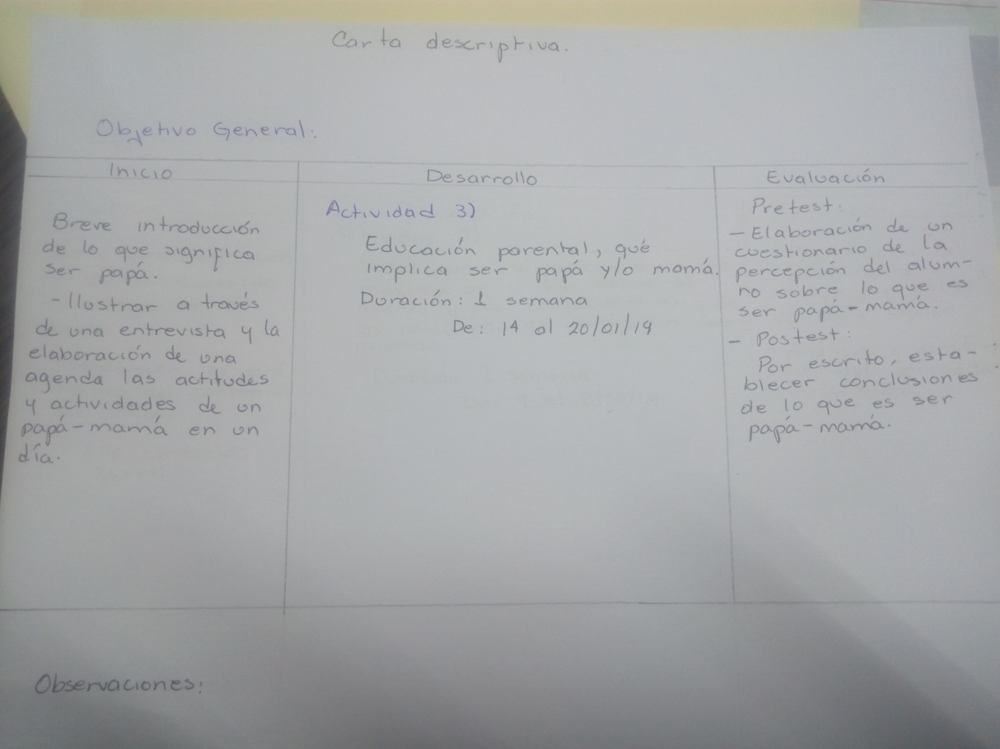 Carta descriptiva.
Objetivo General:
Inicio
Desarrollo
Evaluación
Breve introducción
de lo que significa
ser papá.
- Ilustrar a través
de una entrevista y la
elaboración de una
agenda las actitudes
y actividades de un
papá-mamá en un
día.
Actividad 3)
Educación parental, qué
implica ser papá y/o mamá.
Duración: 1 semana
De: 14 al 20/01/19
Pretest:
- Elaboración de un
cuestionario de la
percepción del alum-
no sobre lo que es
ser papá-mamá.
- Postest:
Por escrito, esta-
blecer conclusiones
de lo que es ser
papá-mamá.
Observaciones: